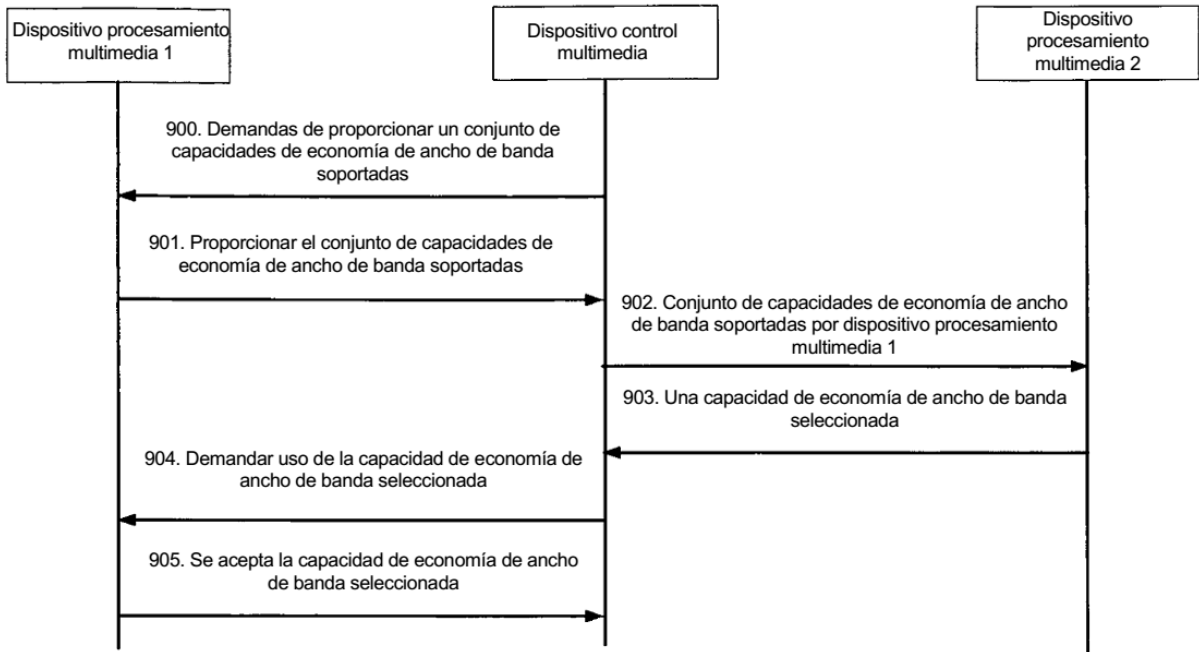 Dispositivo procesamiento
multimedia 1
Dispositivo control
multimedia
Dispositivo
procesamiento
multimedia 2
900. Demandas de proporcionar un conjunto de
capacidades de economía de ancho de banda
soportadas
901. Proporcionar el conjunto de capacidades de
economía de ancho de banda soportadas
902. Conjunto de capacidades de economía de ancho
de banda soportadas por dispositivo procesamiento
multimedia 1
903. Una capacidad de economía de ancho de banda
seleccionada
904. Demandar uso de la capacidad de economía de
ancho de banda seleccionada
905. Se acepta la capacidad de economía de ancho
de banda seleccionada